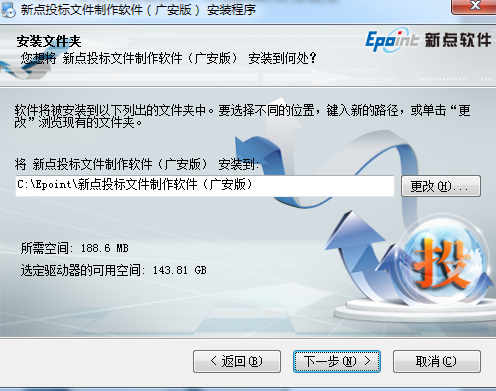 新点投标文件制作软件（广安版） 安装程序
安装文件夹
您想将 新点投标文件制作软件（广安版） 安装到何处？
Epoint 新点软件
软件将被安装到以下列出的文件夹中。要选择不同的位置，键入新的路径，或单击“更
改”浏览现有的文件夹。
将 新点投标文件制作软件（广安版） 安装到:
C:\Epoint\新点投标文件制作软件（广安版）
更改(H)...
所需空间: 188.6 MB
选定驱动器的可用空间: 143.81 GB
投
< 返回(B)
下一步(N) >
取消(C)